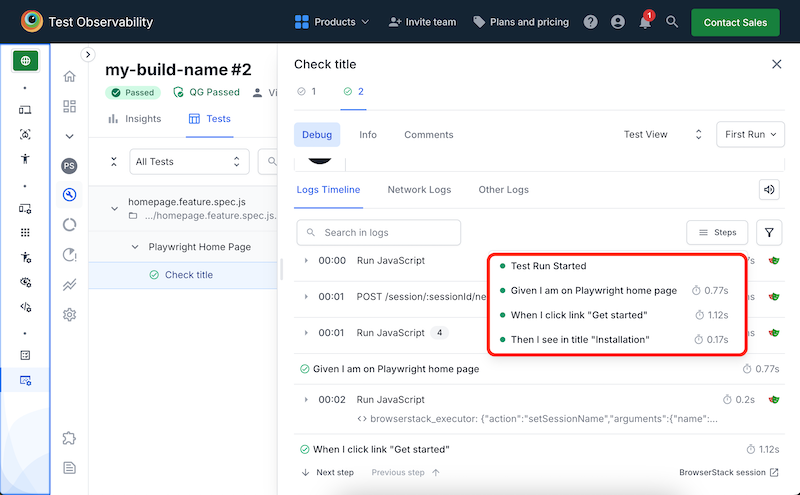 Test Observability
Products
Invite team
Plans and pricing
1
Contact Sales
my-build-name #2
Passed
QG Passed
Insights
Tests
All Tests
PS
homepage.feature.spec.js
.../homepage.feature.spec.js.
Playwright Home Page
Check title
Check title
1
2
Debug
Info
Comments
Test View
First Run
Logs Timeline
Network Logs
Other Logs
Search in logs
Steps
00:00 Run JavaScript
00:01 POST /session/:sessionId/ne
00:01 Run JavaScript 4
Test Run Started
Given I am on Playwright home page 0.77s
When I click link "Get started" 1.12s
Then I see in title "Installation" 0.17s
Given I am on Playwright home page 0.77s
00:02 Run JavaScript 0.2s
<> browserstack_executor: {"action":"setSessionName","arguments":{"name":...
When I click link "Get started" 1.12s
Next step
Previous step
BrowserStack session